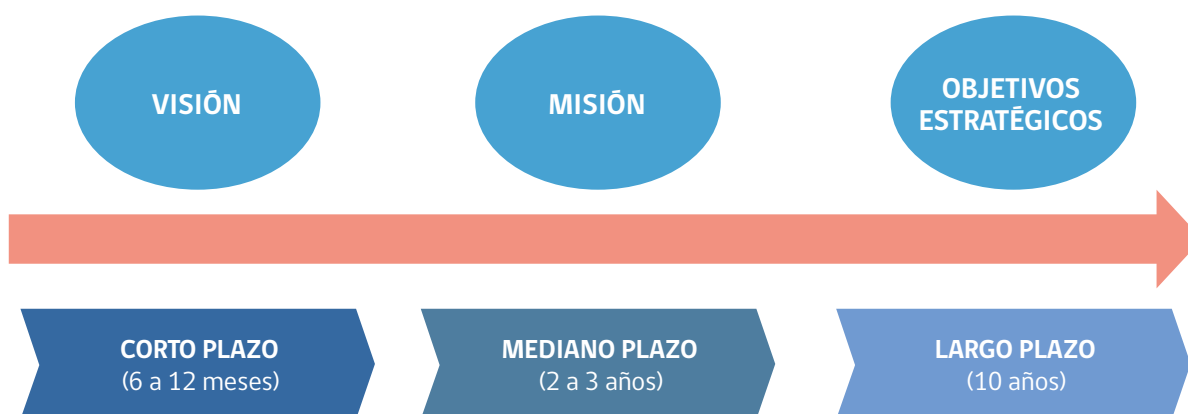 VISIÓN
MISIÓN
OBJETIVOS
ESTRATÉGICOS
CORTO PLAZO
(6 a 12 meses)
MEDIANO PLAZO
(2 a 3 años)
LARGO PLAZO
(10 años)